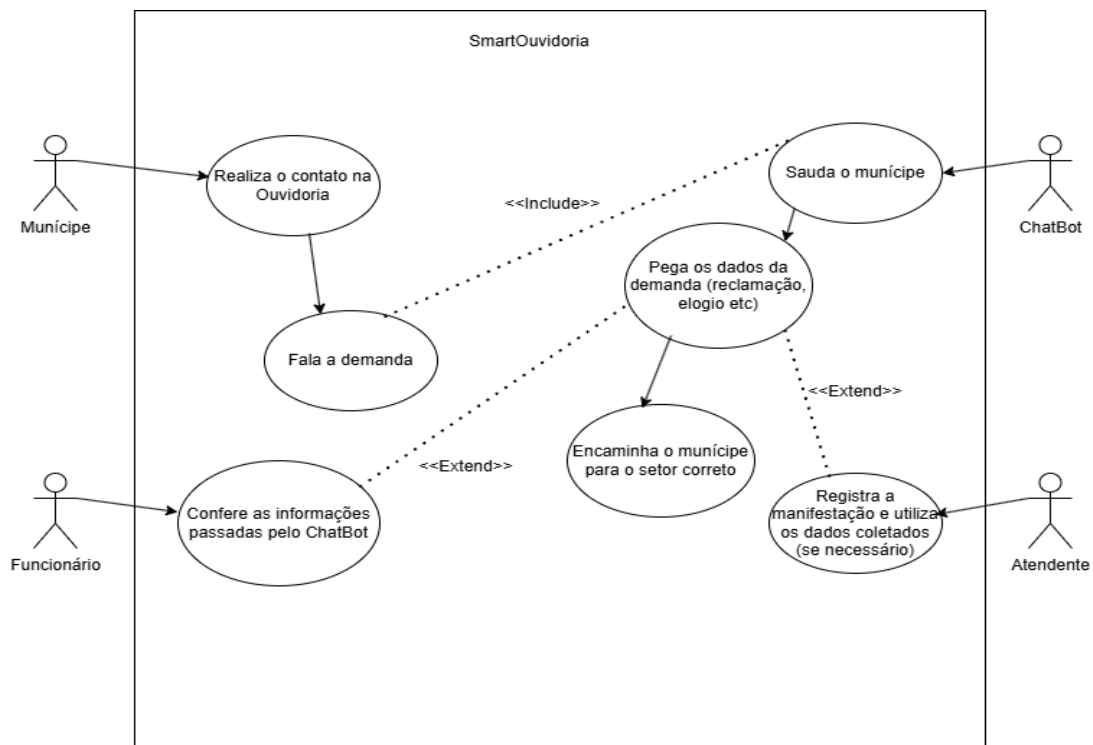 SmartOuvidoria
Realiza o contato na
Ouvidoria
Sauda o munícipe
Munícipe
ChatBot
<<Include>>
Pega os dados da
demanda (reclamação,
elogio etc)
Fala a demanda
<<Extend>>
Encaminha o munícipe
para o setor correto
<<Extend>>
Confere as informações
passadas pelo ChatBot
Registra a
manifestação e utiliza
os dados coletados
(se necessário)
Funcionário
Atendente